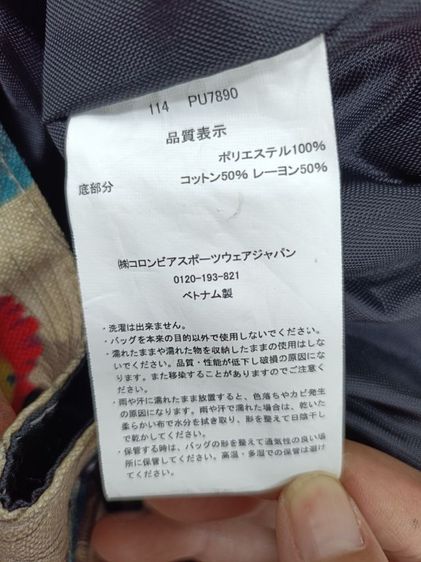 114 PU7890
品質表示
ポリエステル100%
底部分 コットン50% レーヨン50%
㈱コロンビアスポーツウェアジャパン
0120-193-821
ベトナム製
・洗濯は出来ません。
・バッグを本来の目的以外で使用しないでください。
・濡れたままや濡れた物を収納したままの使用はしな
いでください。品質・性能が低下し破損の原因にな
ります。また移染することがありますのでご注意く
ださい。
・雨や汗に濡れたまま放置すると、色落ちやカビ発生
の原因になります。雨や汗で濡れた場合は、乾いた
柔らかい布で水分を拭き取り、形を整えて日陰干し
で乾かしてください。
・保管する時は、バッグの形を整えて通気性の良い場
所に保管してください。高温・多湿での保管は避け
てください。